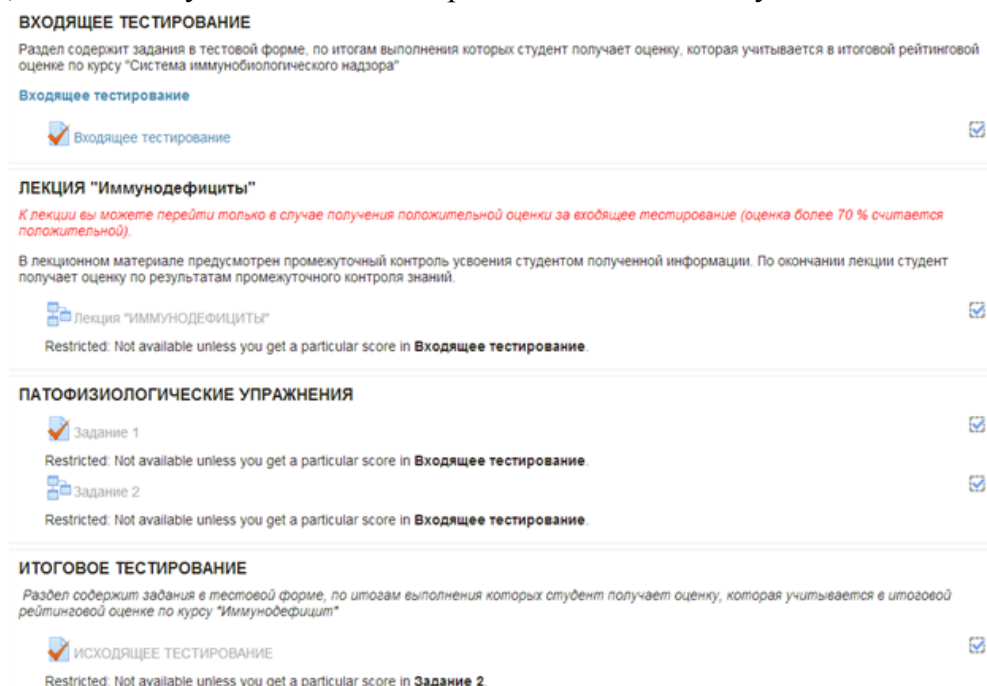 ВХОДЯЩЕЕ ТЕСТИРОВАНИЕ
Раздел содержит задания в тестовой форме, по итогам выполнения которых студент получает оценку, которая учитывается в итоговой рейтинговой
оценке по курсу "Система иммунобиологического надзора"
Входящее тестирование
Входящее тестирование
ЛЕКЦИЯ "Иммунодефициты"
К лекции вы можете перейти только в случае получения положительной оценки за входящее тестирование (оценка более 70 % считается
положительной).
В лекционном материале предусмотрен промежуточный контроль усвоения студентом полученной информации. По окончании лекции студент
получает оценку по результатам промежуточного контроля знаний.
Лекция "ИММУНОДЕФИЦИТЫ"
Restricted: Not available unless you get a particular score in Входящее тестирование.
ПАТОФИЗИОЛОГИЧЕСКИЕ УПРАЖНЕНИЯ
Задание 1
Restricted: Not available unless you get a particular score in Входящее тестирование.
Задание 2
Restricted: Not available unless you get a particular score in Входящее тестирование.
ИТОГОВОЕ ТЕСТИРОВАНИЕ
Раздел содержит задания в тестовой форме, по итогам выполнения которых студент получает оценку, которая учитывается в итоговой
рейтинговой оценке по курсу "Иммунодефицит"
ИСХОДЯЩЕЕ ТЕСТИРОВАНИЕ
Restricted: Not available unless you get a particular score in Задание 2.